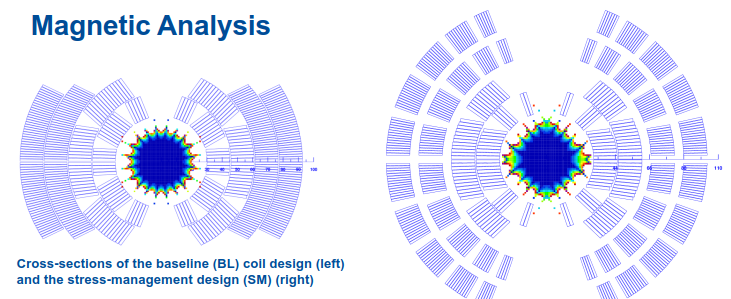 Magnetic Analysis
Cross-sections of the baseline (BL) coil design (left)
and the stress-management design (SM) (right)